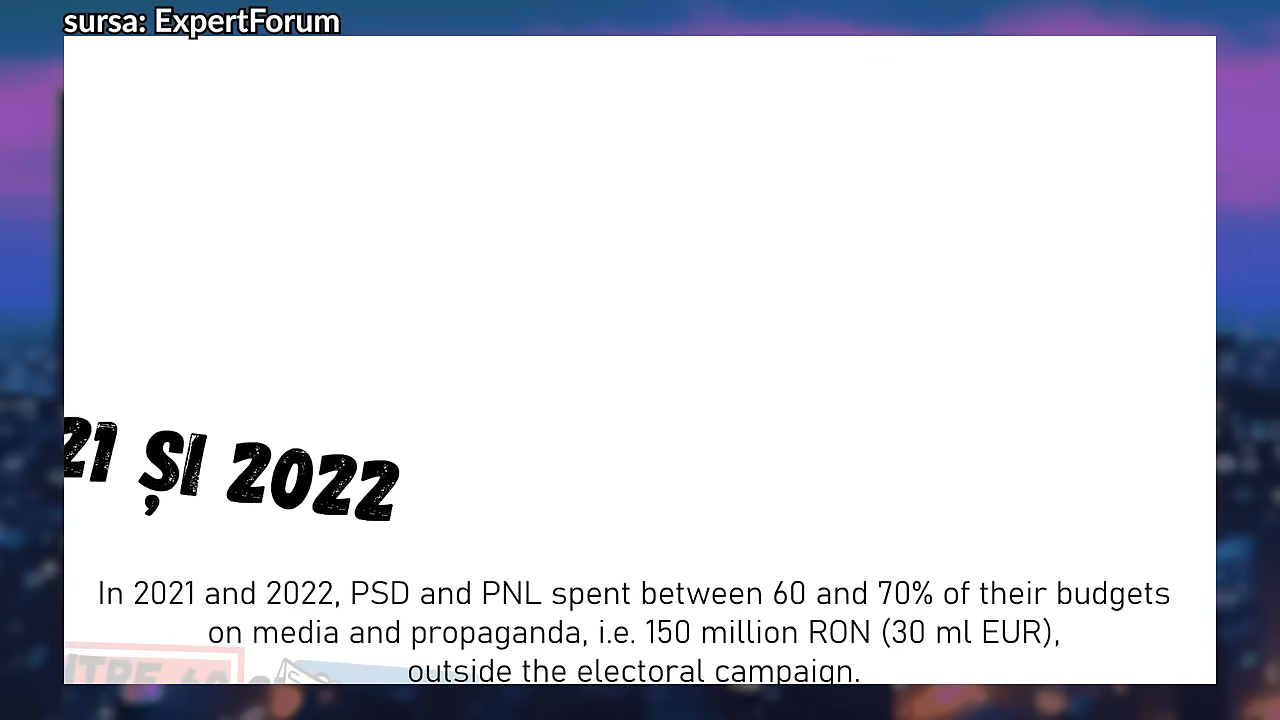 sursa: ExpertForum
21 ȘI 2022
In 2021 and 2022, PSD and PNL spent between 60 and 70% of their budgets
on media and propaganda, i.e. 150 million RON (30 ml EUR),
outside the electoral campaign.